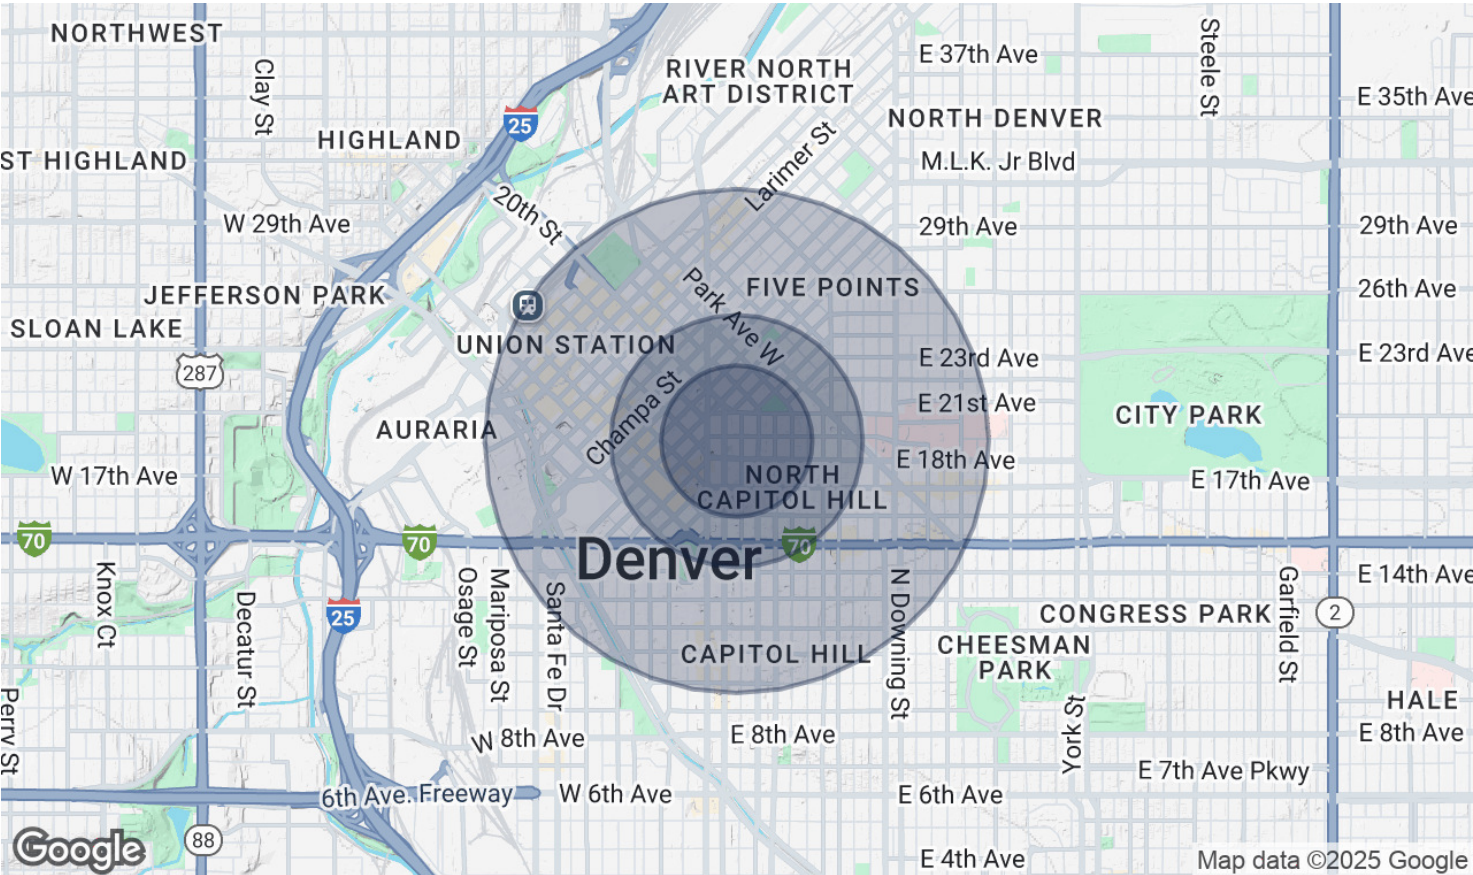 NORTHWEST
Clay St
HIGHLAND
ST HIGHLAND
25
RIVER NORTH
ART DISTRICT
E 37th Ave
Steele St
E 35th Ave
NORTH DENVER
M.L.K. Jr Blvd
Larimer St
20th St
W 29th Ave
29th Ave
29th Ave
JEFFERSON PARK
SLOAN LAKE
287
UNION STATION
Park Ave W
FIVE POINTS
26th Ave
E 23rd Ave
E 23rd Ave
Champa St
E 21st Ave
CITY PARK
AURARIA
W 17th Ave
E 18th Ave
E 17th Ave
NORTH
CAPITOL HILL
70
70
70
Denver
Knox Ct
Decatur St
25
Osage St
Mariposa St
Santa Fe Dr
N Downing St
E 14th Ave
CONGRESS PARK
Garfield St
2
CAPITOL HILL
CHEESMAN
PARK
Perry St
York St
HALE
W 8th Ave
E 8th Ave
E 8th Ave
E 7th Ave Pkwy
6th Ave. Freeway
W 6th Ave
E 6th Ave
88
Google
E 4th Ave
Map data ©2025 Google